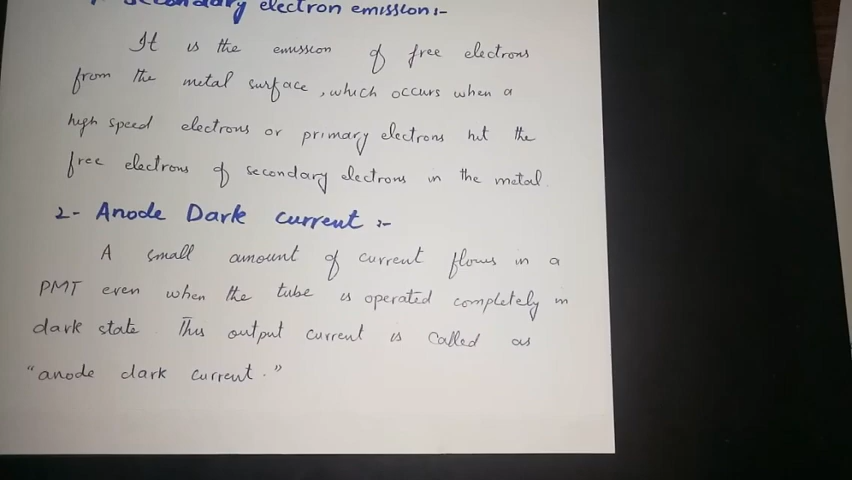 Secondary electron emission:-
It is the emission of free electrons
from the metal surface, which occurs when a
high speed electrons or primary electrons hit the
free electrons of secondary electrons in the metal.
2- Anode Dark current :-
A small amount of current flows in a
PMT even when the tube is operated completely in
dark state. This output current is called as
"anode dark current."